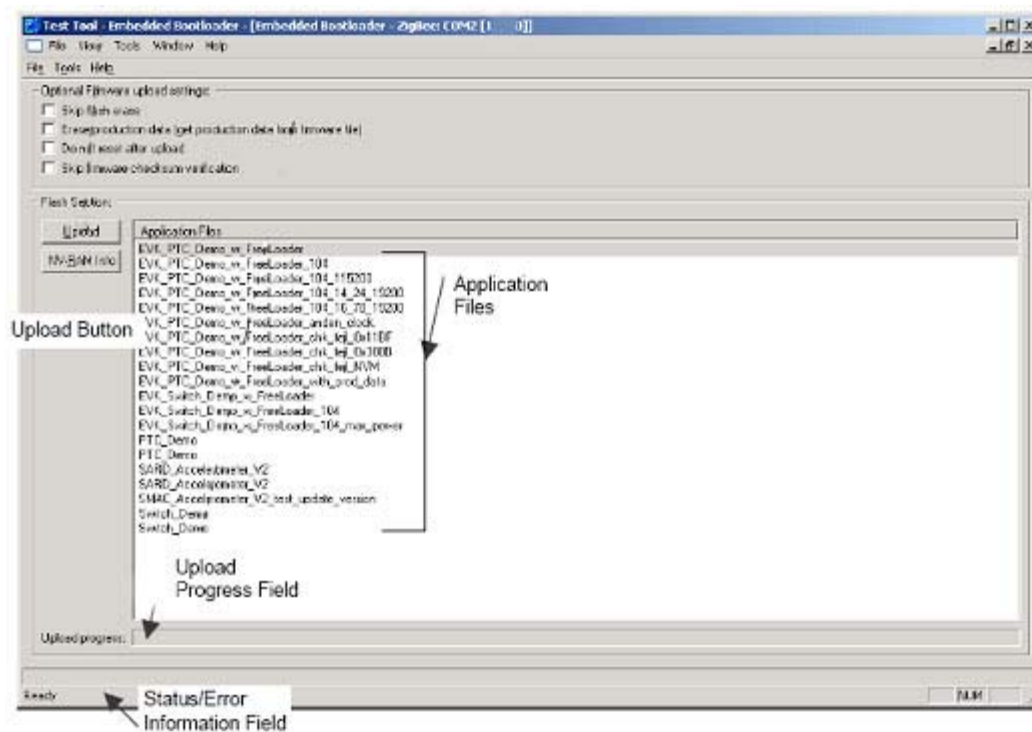 Test Tool - Embedded Bootloader - [Embedded Bootloader - ZigBee: COM2 [1 0]]
File View Tools Window Help
File Tools Help
Optional Firmware upload settings:
Skip flash erase
Erase production data (get production data from firmware file)
Do not reset after upload
Skip firmware checksum verification
Flash Section:
Upload
Application Files
NV-RAM Info
EVK_PTC_Demo_w_FreeLoader
EVK_PTC_Demo_w_FreeLoader_104
EVK_PTC_Demo_w_FreeLoader_104_115200
EVK_PTC_Demo_w_FreeLoader_104_14_24_19200
EVK_PTC_Demo_w_FreeLoader_104_16_70_19200
VK_PTC_Demo_w_FreeLoader_anden_clock
VK_PTC_Demo_w_FreeLoader_chk_fejl_0x11BF
EVK_PTC_Demo_w_FreeLoader_chk_fejl
EVK_PTC_Demo_w_FreeLoader_chk_fejl_NVM
EVK_PTC_Demo_w_FreeLoader_with_prod_data
EVK_Switch_Demo_w_FreeLoader
EVK_Switch_Demo_w_FreeLoader_104
EVK_Switch_Demo_w_FreeLoader_104_max_power
PTC_Demo
PTC_Demo
SARD_Accelerometer_V2
SARD_Accelerometer_V2
SMAC_Accelerometer_V2_test_update_version
Switch_Demo
Switch_Demo
Application
Files
Upload Button
Upload
Progress Field
Upload progress:
Ready
NUM
Status/Error
Information Field